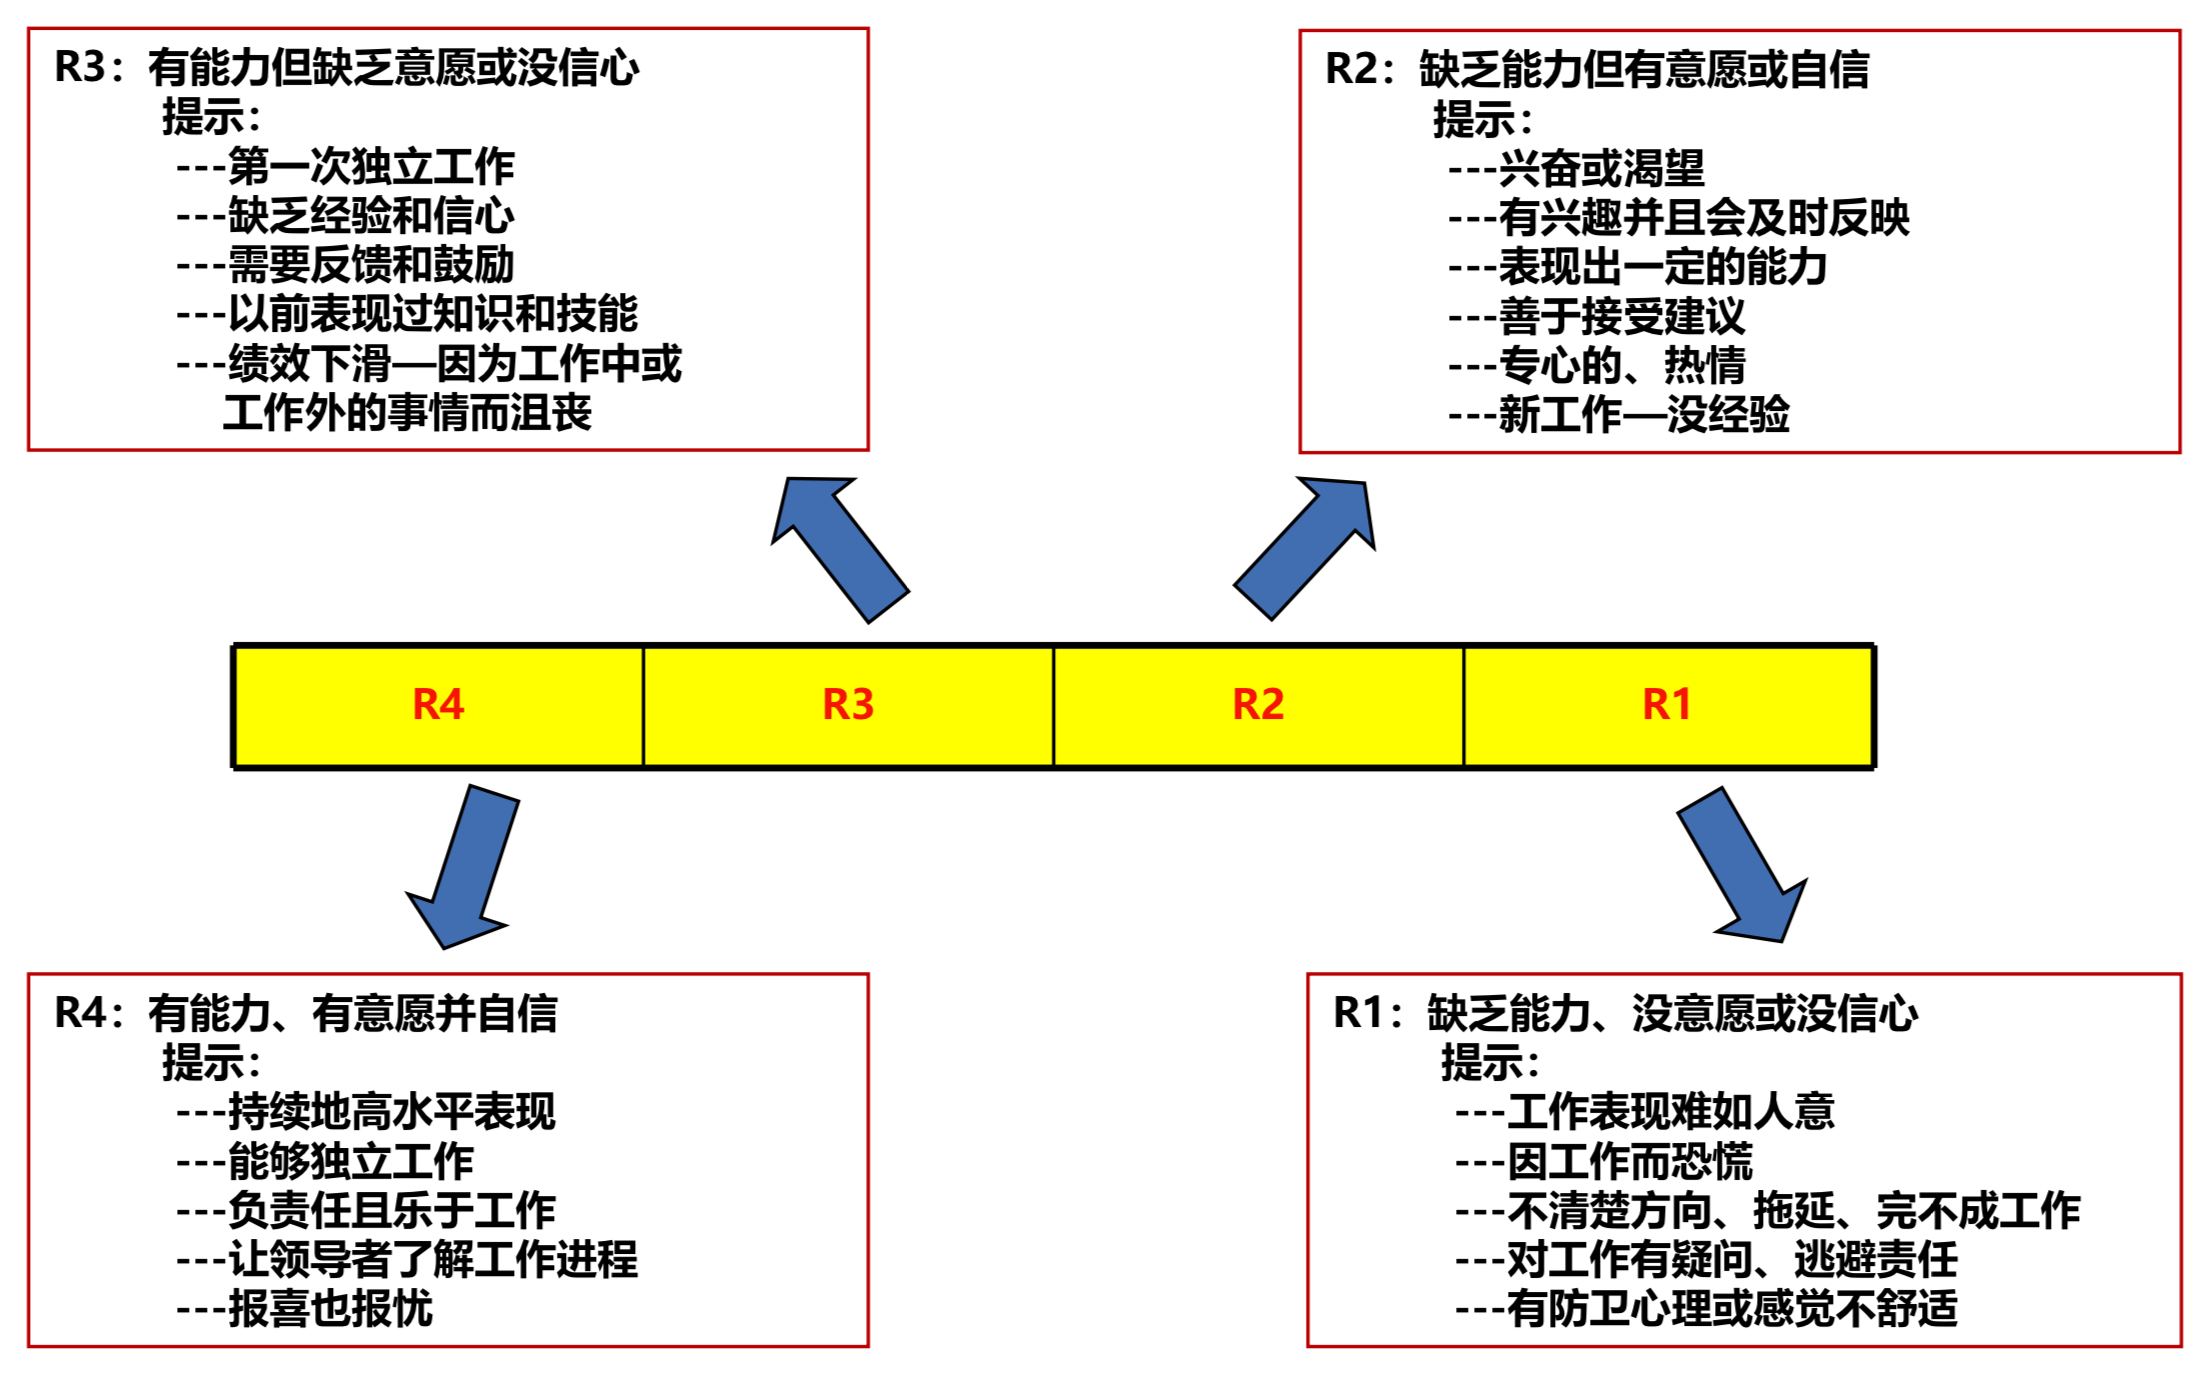 R3：有能力但缺乏意愿或没信心
提示：
---第一次独立工作
---缺乏经验和信心
---需要反馈和鼓励
---以前表现过知识和技能
---绩效下滑—因为工作中或
工作外的事情而沮丧
R2：缺乏能力但有意愿或自信
提示：
---兴奋或渴望
---有兴趣并且会及时反映
---表现出一定的能力
---善于接受建议
---专心的、热情
---新工作—没经验
R4
R3
R2
R1
R4：有能力、有意愿并自信
提示：
---持续地高水平表现
---能够独立工作
---负责任且乐于工作
---让领导者了解工作进程
---报喜也报忧
R1：缺乏能力、没意愿或没信心
提示：
---工作表现难如人意
---因工作而恐慌
---不清楚方向、拖延、完不成工作
---对工作有疑问、逃避责任
---有防卫心理或感觉不舒适